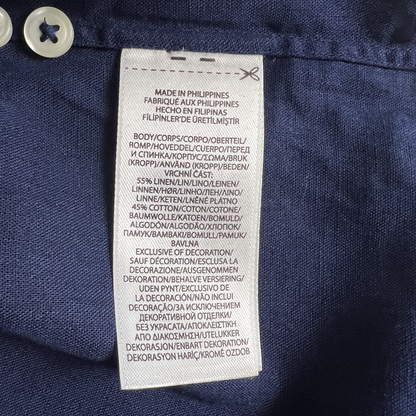 MADE IN PHILIPPINES
FABRIQUÉ AUX PHILIPPINES
HECHO EN FILIPINAS
FİLİPİNLER'DE ÜRETİLMİŞTİR
BODY/CORPS/CORPO/OBERTEIL/
ROMP/HOVEDDEL/CUERPO/ПЕРЕД
И СПИНКА/КОРПУС/ΣΩΜΑ/BRUK
(KROPP)/ANVÄND (KROPP)/BEDEN/
VRCHNÍ ČÁST:
55% LINEN/LIN/LINO/LEINEN/
LINNEN/HØR/LINHO/ЛЕН/ΛΙΝΟ/
LINNE/KETEN/LNĚNÉ PLÁTNO
45% COTTON/COTON/COTONE/
BAUMWOLLE/KATOEN/BOMULD/
ALGODÓN/ALGODÃO/ХЛОПОК/
ПАМУК/ΒΑΜΒΑΚΙ/BOMULL/PAMUK/
BAVLNA
EXCLUSIVE OF DECORATION/
SAUF DÉCORATION/ESCLUSA LA
DECORAZIONE/AUSGENOMMEN
DEKORATION/BEHALVE VERSIERING/
UDEN PYNT/EXCLUSIVO DE
LA DECORACIÓN/NÃO INCLUI
DECORAÇÃO/ЗА ИСКЛЮЧЕНИЕМ
ДЕКОРАТИВНОЙ ОТДЕЛКИ/
БЕЗ УКРАСАТА/ΑΠΟΚΛΕΙΣΤΙΚΗ
ΑΠΟ ΔΙΑΚΟΣΜΗΣΗ/UTELUKKER
DEKORASJON/ENBART DEKORATION/
DEKORASYON HARİÇ/KROMĚ OZDOB